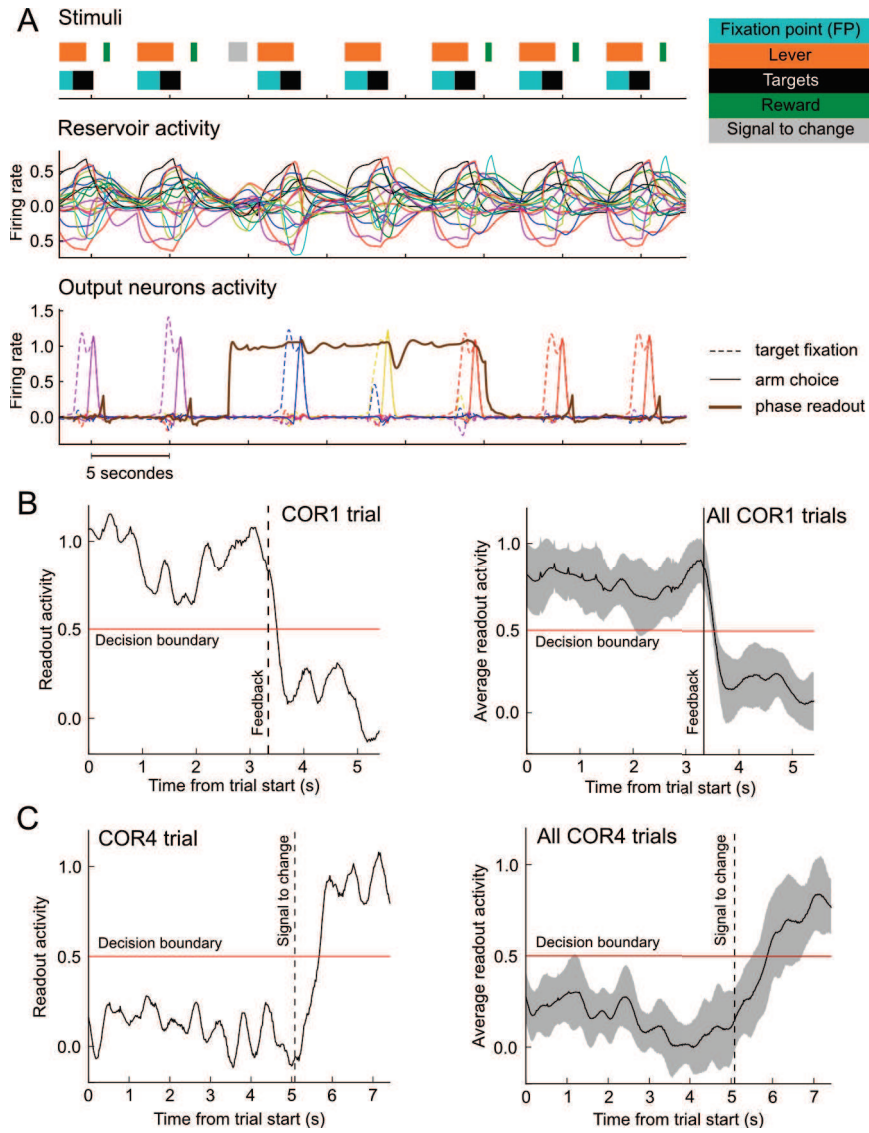 A
Stimuli
Fixation point (FP)
Lever
Targets
Reward
Signal to change
Reservoir activity
Firing rate
0.5
0.0
0.5
Output neurons activity
Firing rate
1.5
1.0
0.5
0.0
target fixation
arm choice
phase readout
5 secondes
B
COR1 trial
Readout activity
1.0
0.5
0.0
Decision boundary
Feedback
0 1 2 3 4 5
Time from trial start (s)
All COR1 trials
Average readout activity
1.0
0.5
0.0
Decision boundary
Feedback
0 1 2 3 4 5
Time from trial start (s)
C
COR4 trial
Readout activity
1.0
0.5
0.0
Decision boundary
Signal to change
0 1 2 3 4 5 6 7
Time from trial start (s)
All COR4 trials
Average readout activity
1.0
0.5
0.0
Decision boundary
Signal to change
0 1 2 3 4 5 6 7
Time from trial start (s)